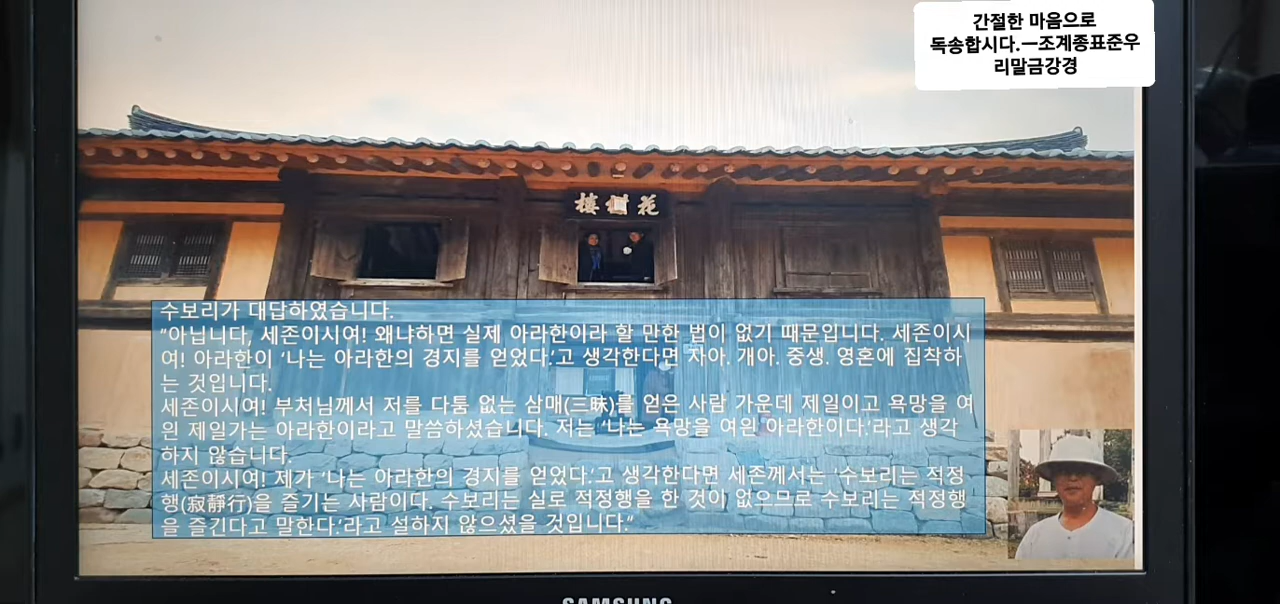 간절한 마음으로
독송합시다.ㅡ조계종표준우
리말금강경
樓 花
수보리가 대답하였습니다.
"아닙니다, 세존이시여! 왜냐하면 실제 아라한이라 할 만한 법이 없기 때문입니다. 세존이시
여! 아라한이 '나는 아라한의 경지를 얻었다.'고 생각한다면 자아. 개아. 중생. 영혼에 집착하
는 것입니다.
세존이시여! 부처님께서 저를 다툼 없는 삼매(三昧)를 얻은 사람 가운데 제일이고 욕망을 여
읜 제일가는 아라한이라고 말씀하셨습니다. 저는 '나는 욕망을 여읜 아라한이다.'라고 생각
하지 않습니다.
세존이시여! 제가 '나는 아라한의 경지를 얻었다.'고 생각한다면 세존께서는 '수보리는 적정
행(寂靜行)을 즐기는 사람이다. 수보리는 실로 적정행을 한 것이 없으므로 수보리는 적정행
을 즐긴다고 말한다.'라고 설하지 않으셨을 것입니다."
SAMSUNG